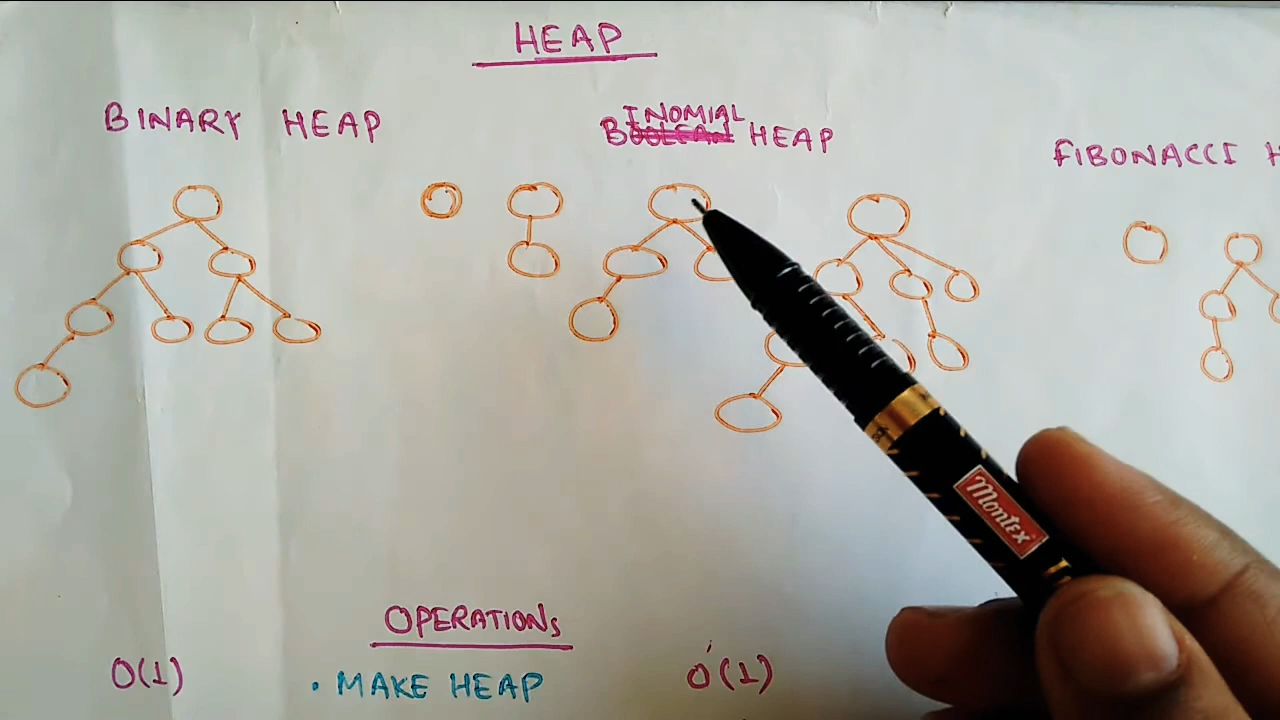 HEAP
BINARY HEAP
BINOMIAL HEAP
FIBONACCI H
Montex
OPERATIONS
O(1)
• MAKE HEAP
O(1)